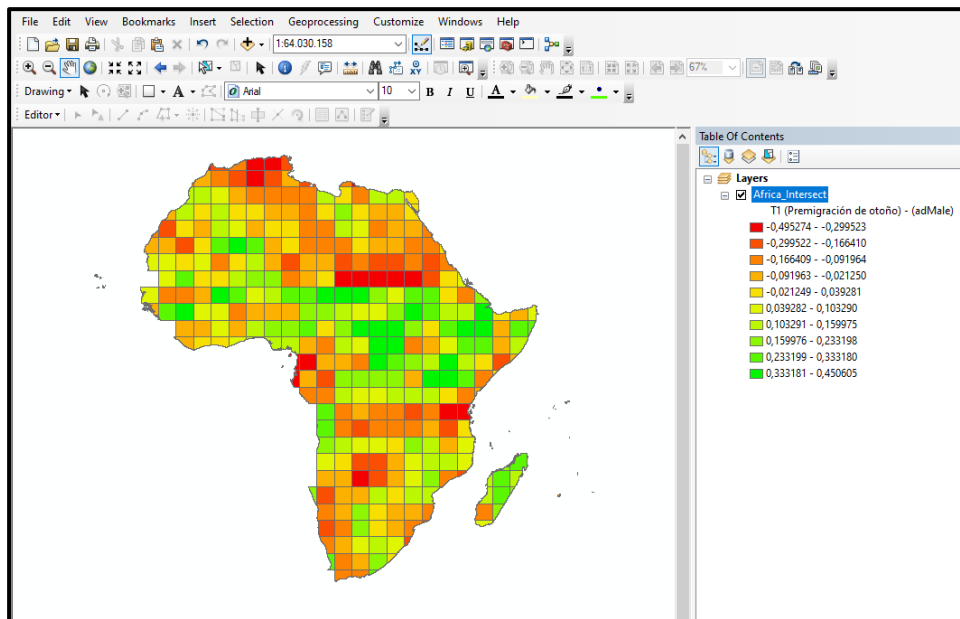 File Edit View Bookmarks Insert Selection Geoprocessing Customize Windows Help
1:64.030.158
67%
Drawing A Arial 10 B I U A
Editor
Table Of Contents
Layers
Africa_Intersect
T1 (Premigración de otoño) - (adMale)
-0,495274 - -0,299523
-0,299522 - -0,166410
-0,166409 - -0,091964
-0,091963 - -0,021250
-0,021249 - 0,039281
0,039282 - 0,103290
0,103291 - 0,159975
0,159976 - 0,233198
0,233199 - 0,333180
0,333181 - 0,450605